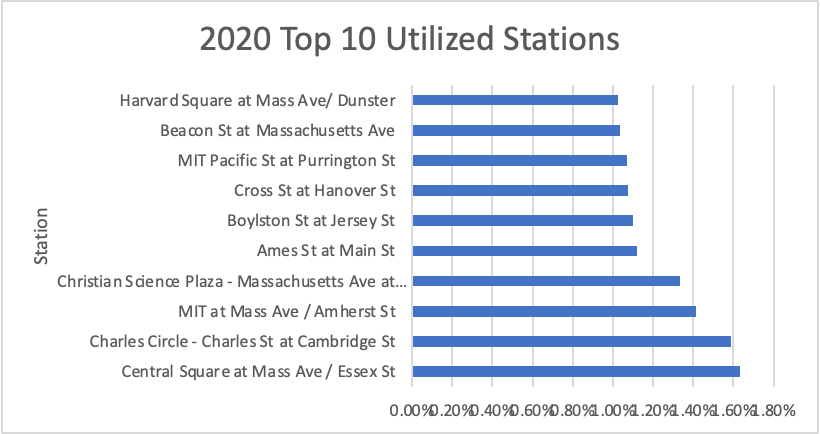 2020 Top 10 Utilized Stations
Harvard Square at Mass Ave/ Dunster
Beacon St at Massachusetts Ave
MIT Pacific St at Purrington St
Cross St at Hanover St
Boylston St at Jersey St
Ames St at Main St
Christian Science Plaza - Massachusetts Ave at...
MIT at Mass Ave / Amherst St
Charles Circle - Charles St at Cambridge St
Central Square at Mass Ave / Essex St
Station
0.00% 0.20% 0.40% 0.60% 0.80% 1.00% 1.20% 1.40% 1.60% 1.80%